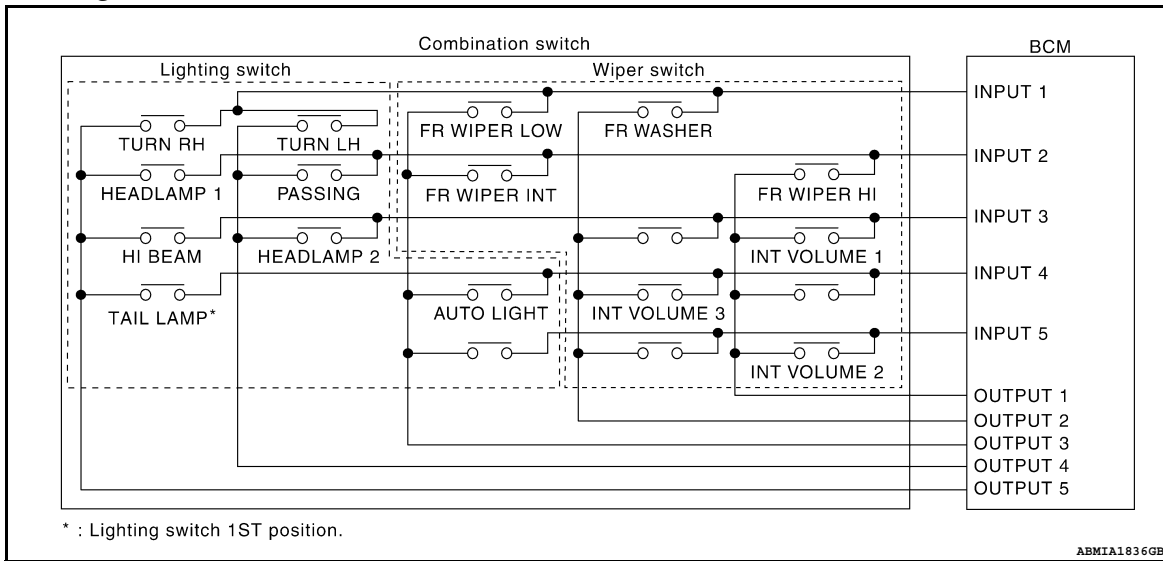 Combination switch
BCM
Lighting switch
Wiper switch
INPUT 1
TURN RH
TURN LH
FR WIPER LOW
FR WASHER
INPUT 2
HEADLAMP 1
PASSING
FR WIPER INT
FR WIPER HI
INPUT 3
HI BEAM
HEADLAMP 2
INT VOLUME 1
INPUT 4
TAIL LAMP*
AUTO LIGHT
INT VOLUME 3
INPUT 5
INT VOLUME 2
OUTPUT 1
OUTPUT 2
OUTPUT 3
OUTPUT 4
OUTPUT 5
* : Lighting switch 1ST position.
ABMIA1836GB